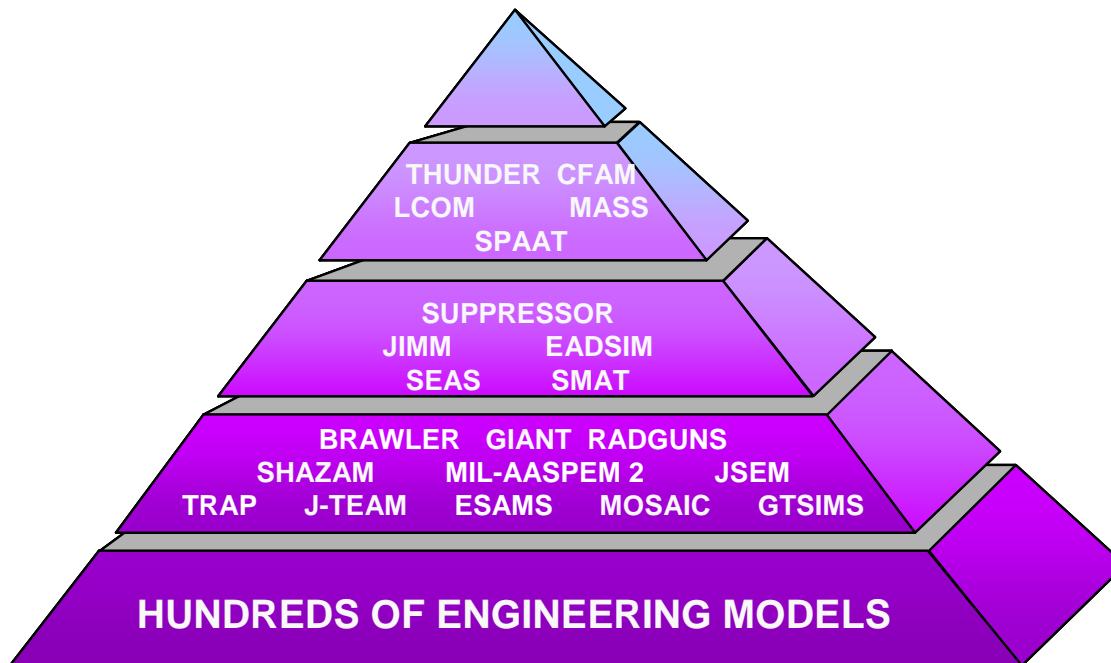 THUNDER CFAM
LCOM MASS
SPAAT
SUPPRESSOR
JIMM EADSIM
SEAS SMAT
BRAWLER GIANT RADGUNS
SHAZAM MIL-AASPEM 2 JSEM
TRAP J-TEAM ESAMS MOSAIC GTSIMS
HUNDREDS OF ENGINEERING MODELS